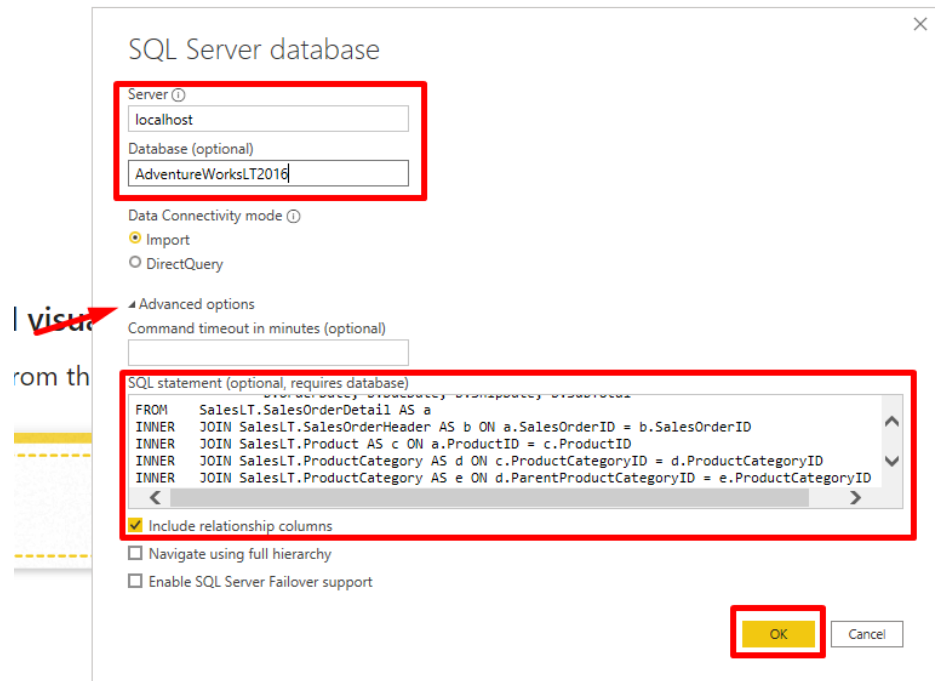 SQL Server database
Server
localhost
Database (optional)
AdventureWorksLT2016
Data Connectivity mode
Import
DirectQuery
Advanced options
Command timeout in minutes (optional)
SQL statement (optional, requires database)
FROM SalesLT.SalesOrderDetail AS a
INNER JOIN SalesLT.SalesOrderHeader AS b ON a.SalesOrderID = b.SalesOrderID
INNER JOIN SalesLT.Product AS c ON a.ProductID = c.ProductID
INNER JOIN SalesLT.ProductCategory AS d ON c.ProductCategoryID = d.ProductCategoryID
INNER JOIN SalesLT.ProductCategory AS e ON d.ParentProductCategoryID = e.ProductCategoryID
Include relationship columns
Navigate using full hierarchy
Enable SQL Server Failover support
OK Cancel
rom th